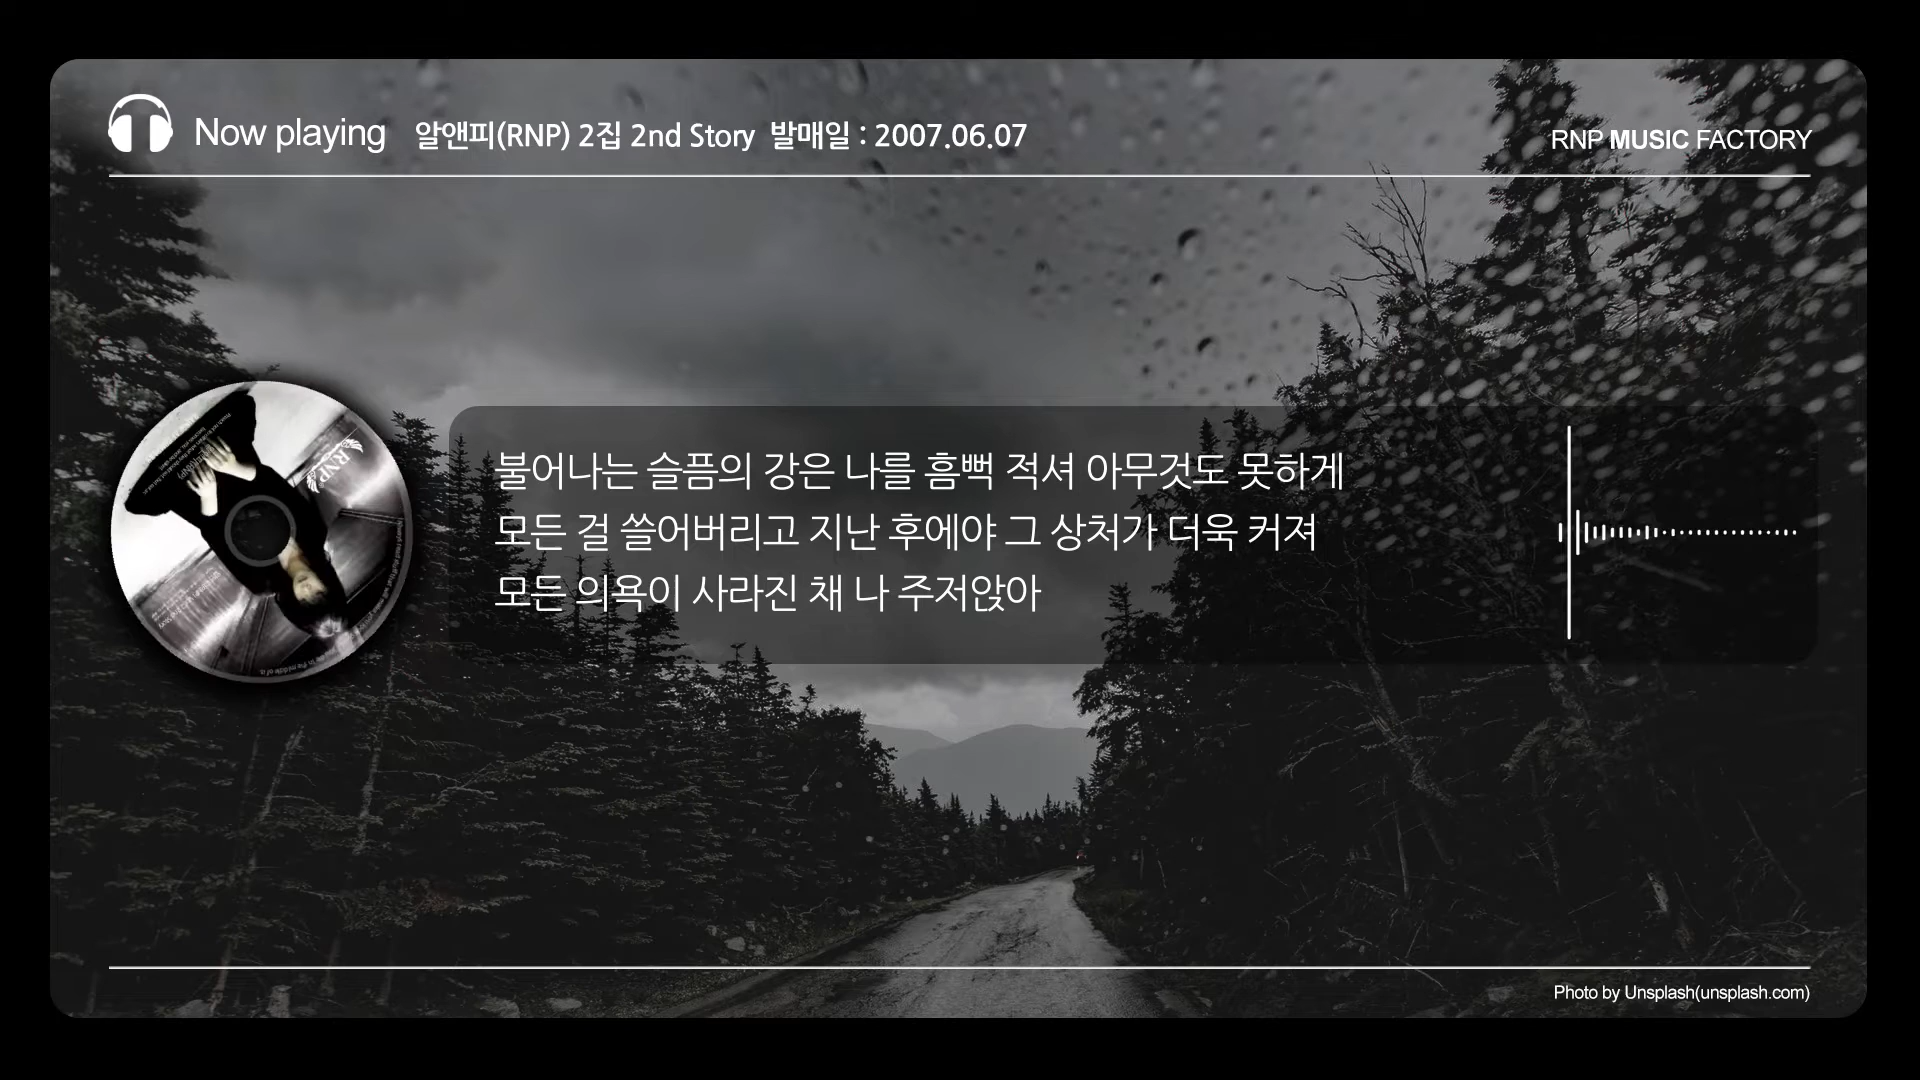 Now playing 알앤피(RNP) 2집 2nd Story 발매일 : 2007.06.07
RNP MUSIC FACTORY
RNP
불어나는 슬픔의 강은 나를 흠뻑 적셔 아무것도 못하게
모든 걸 쓸어버리고 지난 후에야 그 상처가 더욱 커져
모든 의욕이 사라진 채 나 주저앉아
Photo by Unsplash(unsplash.com)